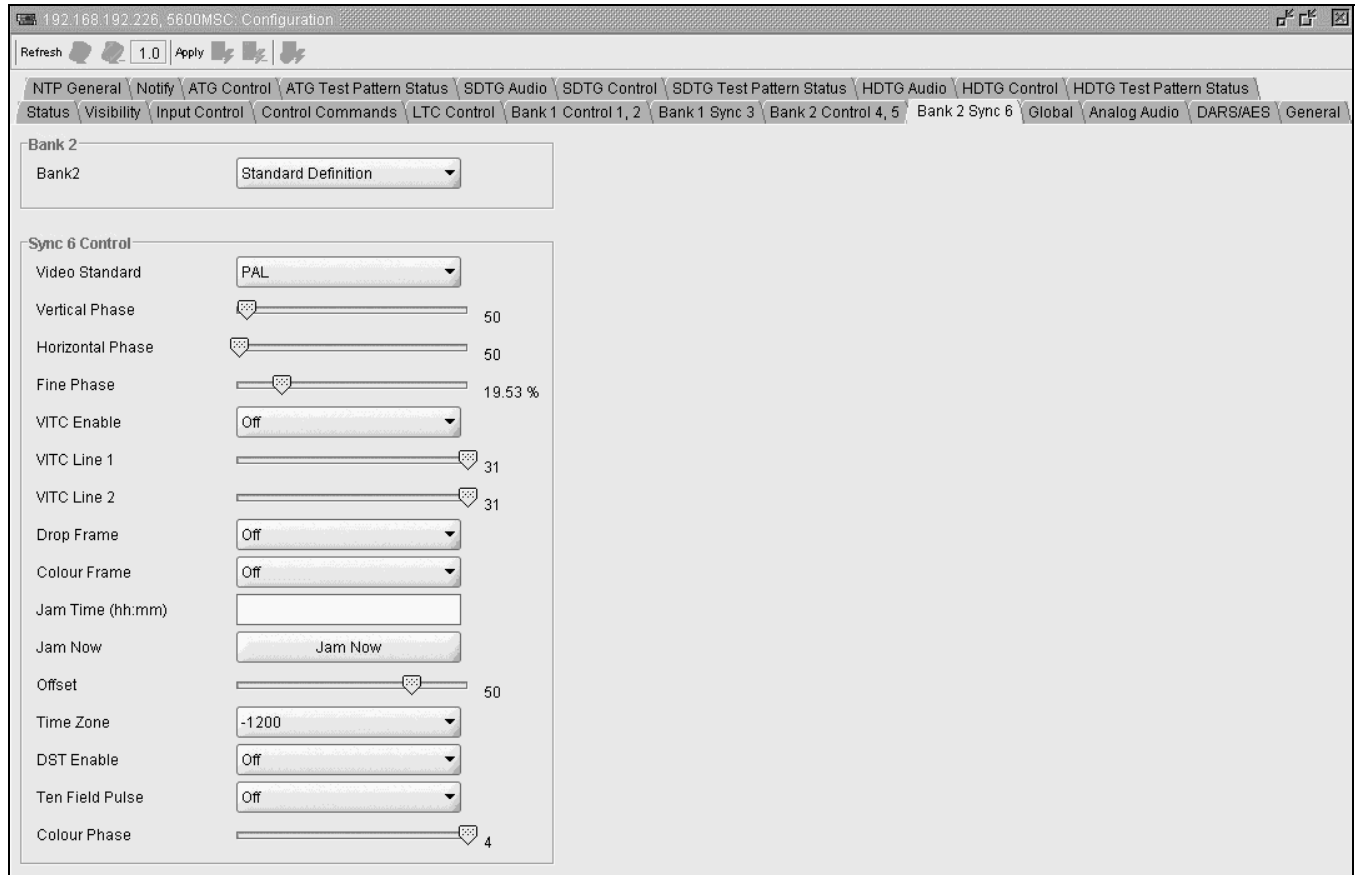 192.168.192.226, 5600MSC: Configuration
Refresh 1.0 Apply
NTP General Notify ATG Control ATG Test Pattern Status SDTG Audio SDTG Control SDTG Test Pattern Status HDTG Audio HDTG Control HDTG Test Pattern Status
Status Visibility Input Control Control Commands LTC Control Bank 1 Control 1, 2 Bank 1 Sync 3 Bank 2 Control 4, 5 Bank 2 Sync 6 Global Analog Audio DARS/AES General
Bank 2
Bank2 Standard Definition
Sync 6 Control
Video Standard PAL
Vertical Phase 50
Horizontal Phase 50
Fine Phase 19.53 %
VITC Enable Off
VITC Line 1 31
VITC Line 2 31
Drop Frame Off
Colour Frame Off
Jam Time (hh:mm)
Jam Now Jam Now
Offset 50
Time Zone -1200
DST Enable Off
Ten Field Pulse Off
Colour Phase 4